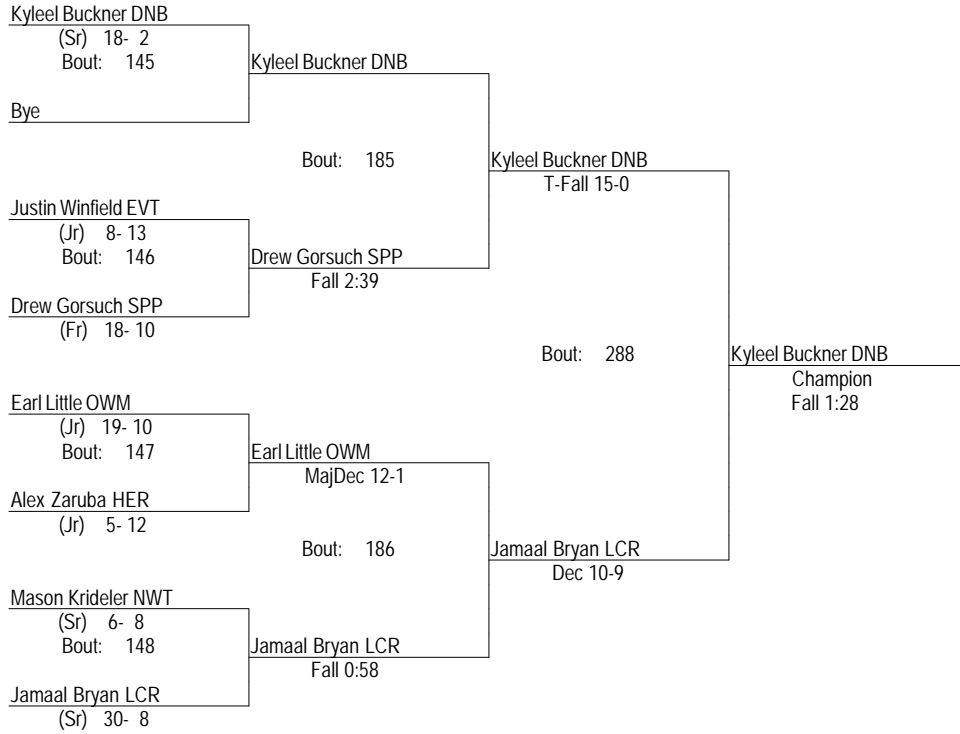 Kyleel Buckner DNB
(Sr) 18- 2
Bout: 145
Kyleel Buckner DNB
Bye
Bout: 185
Kyleel Buckner DNB
T-Fall 15-0
Justin Winfield EVT
(Jr) 8- 13
Bout: 146
Drew Gorsuch SPP
Fall 2:39
Drew Gorsuch SPP
(Fr) 18- 10
Bout: 288
Kyleel Buckner DNB
Champion
Fall 1:28
Earl Little OWM
(Jr) 19- 10
Bout: 147
Earl Little OWM
MajDec 12-1
Alex Zaruba HER
(Jr) 5- 12
Bout: 186
Jamaal Bryan LCR
Dec 10-9
Mason Krideler NWT
(Sr) 6- 8
Bout: 148
Jamaal Bryan LCR
Fall 0:58
Jamaal Bryan LCR
(Sr) 30- 8